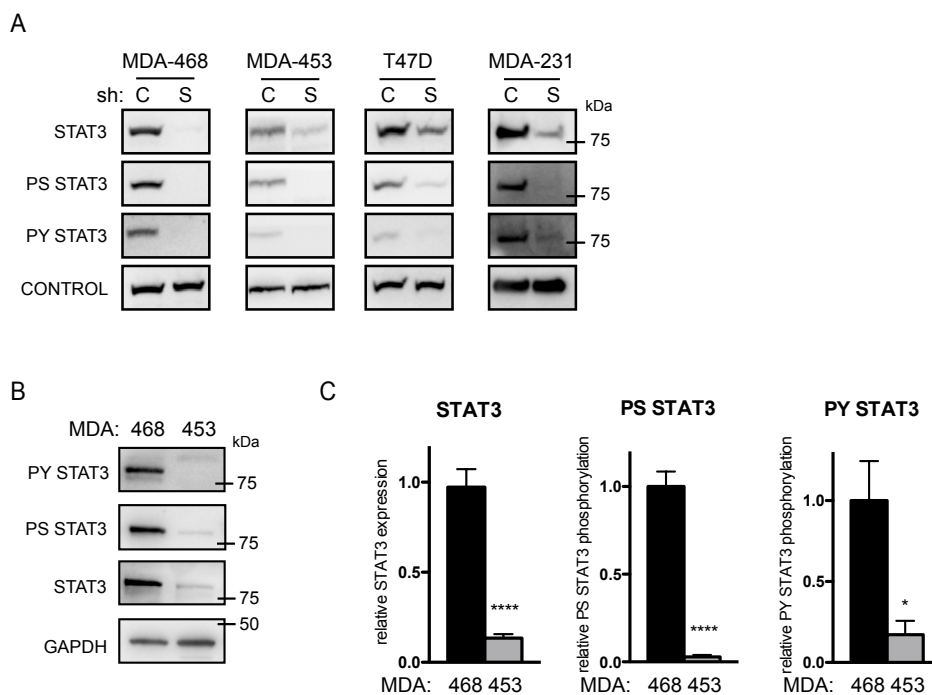 A
MDA-468 MDA-453 T47D MDA-231
sh: C S C S C S C S kDa
STAT3 75
PS STAT3 75
PY STAT3 75
CONTROL
B
MDA: 468 453 kDa
PY STAT3 75
PS STAT3 75
STAT3 75
50
GAPDH
C
STAT3
relative STAT3 expression
1.0
0.5
0.0
****
MDA: 468 453
PS STAT3
relative PS STAT3 phosphorylation
1.0
0.5
0.0
****
MDA: 468 453
PY STAT3
relative PY STAT3 phosphorylation
1.0
0.5
0.0
*
MDA: 468 453